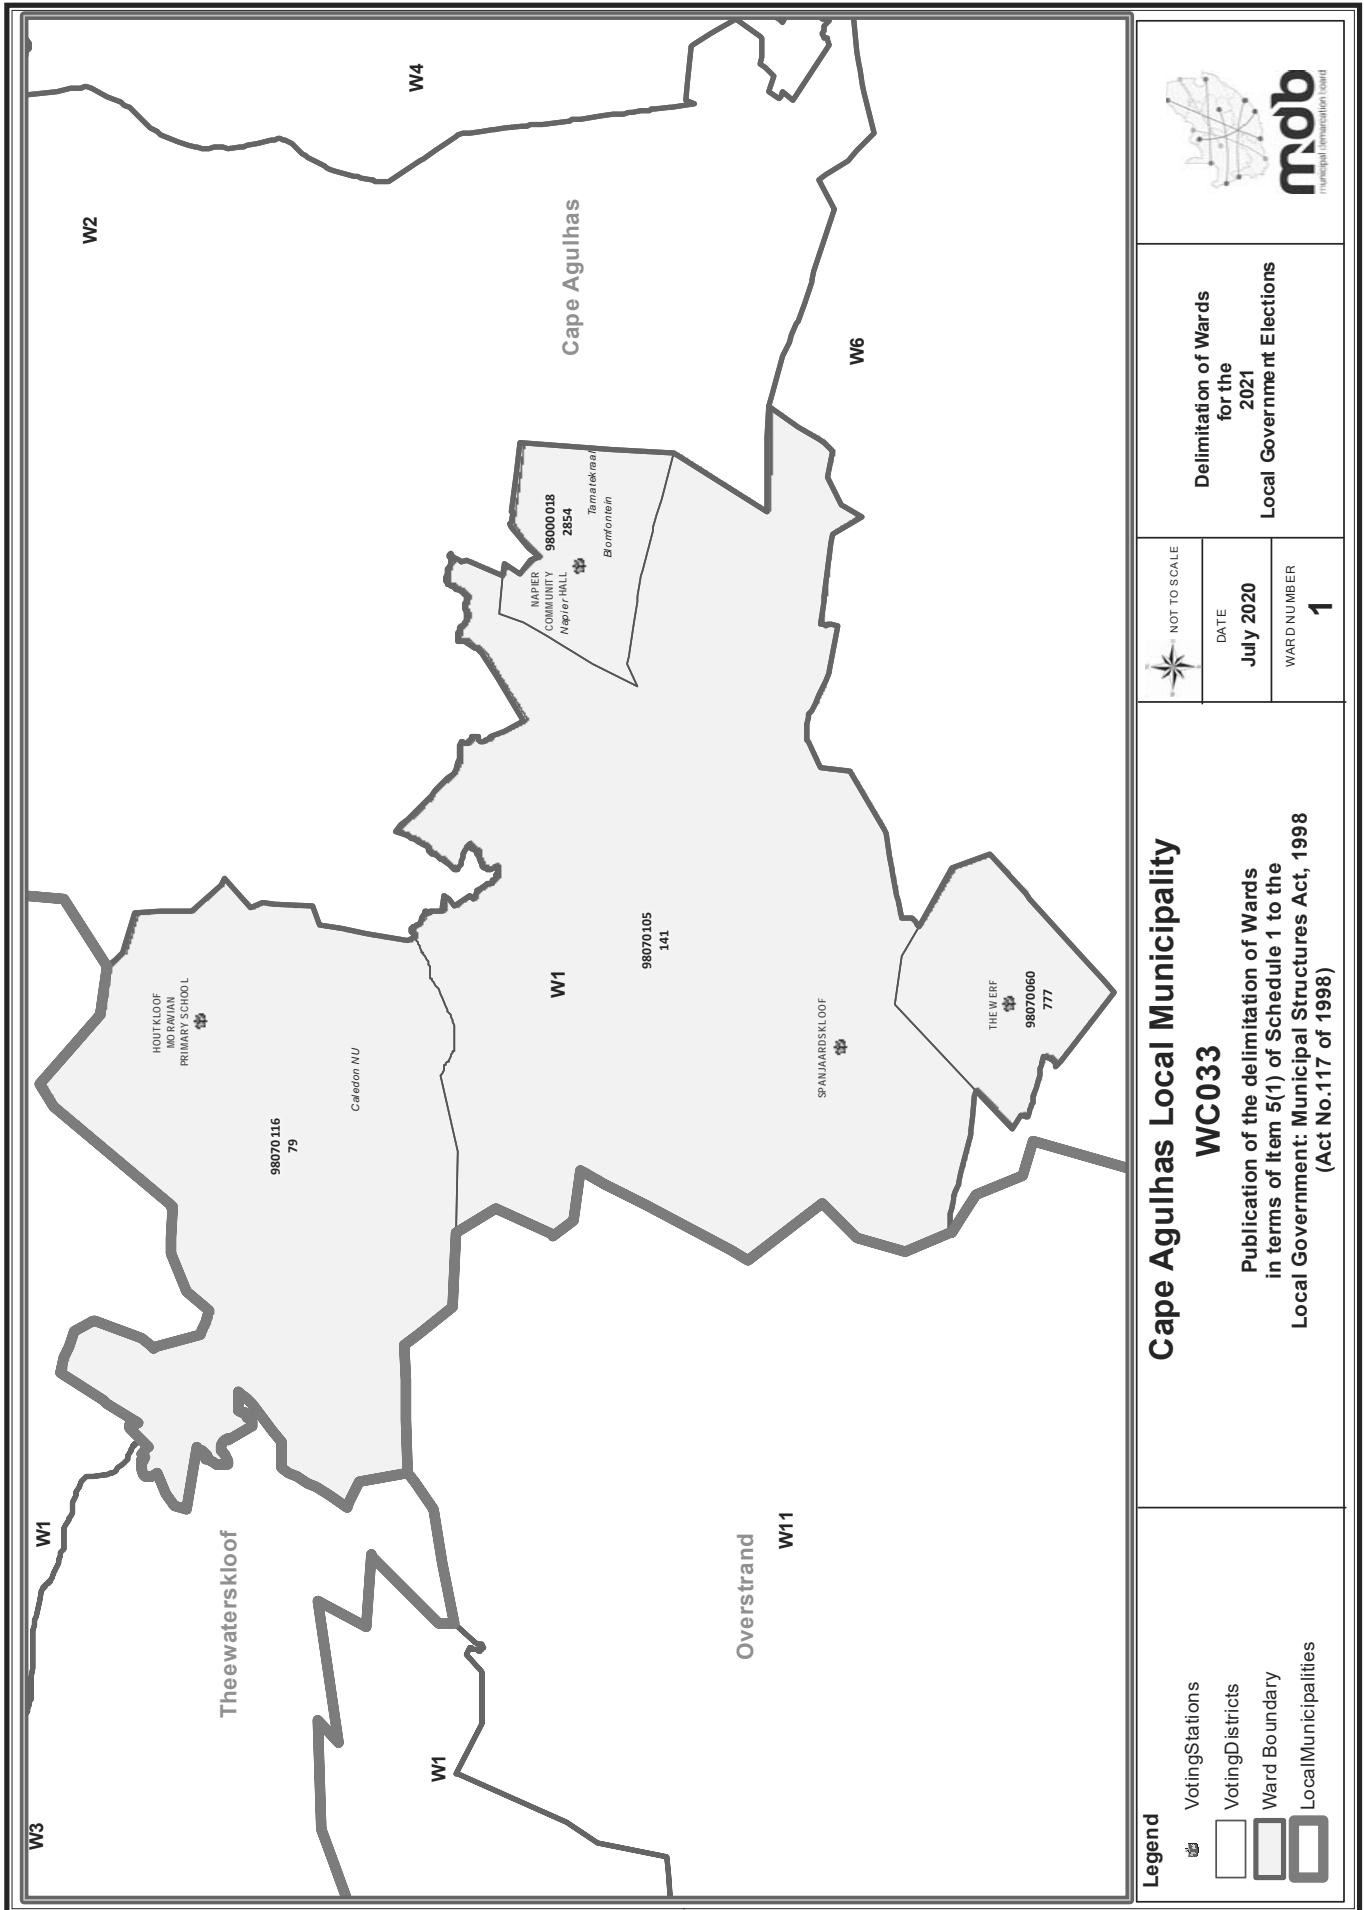 W3
W1
W2
W4
Theewaterskloof
HOUTKLOOF
MORAVIAN
PRIMARY SCHOOL
98070116
79
Caledon NU
W1
Cape Agulhas
NAPIER
COMMUNITY
Napier HALL
98000018
2854
Tamatekraal
Blomfontein
W1
98070105
141
Overstrand
W11
SPANJAARDSKLOOF
W6
THE WERF
98070060
777
Legend
VotingStations
VotingDistricts
Ward Boundary
LocalMunicipalities
Cape Agulhas Local Municipality
WC033
Publication of the delimitation of Wards
in terms of Item 5(1) of Schedule 1 to the
Local Government: Municipal Structures Act, 1998
(Act No.117 of 1998)
NOT TO SCALE
DATE
July 2020
WARD NUMBER
1
Delimitation of Wards
for the
2021
Local Government Elections
mdb
municipal demarcation board